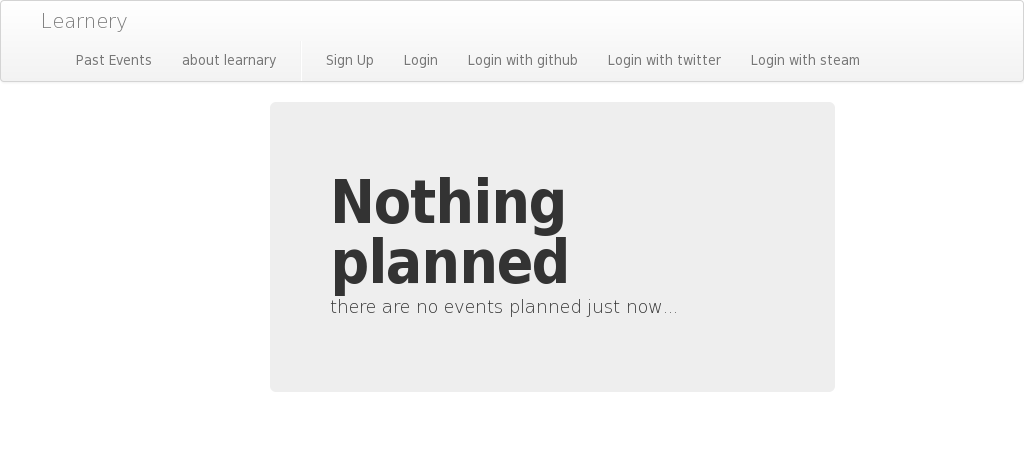 Learnery
Past Events about learnary Sign Up Login Login with github Login with twitter Login with steam
Nothing
planned
there are no events planned just now...